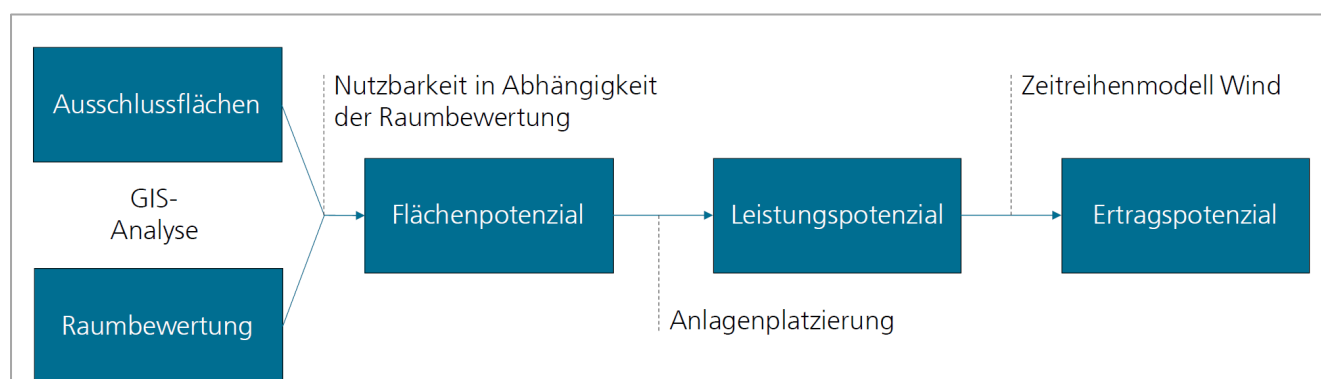 Ausschlussflächen
GIS-
Analyse
Raumbewertung
Nutzbarkeit in Abhängigkeit
der Raumbewertung
Flächenpotenzial
Anlagenplatzierung
Leistungspotenzial
Zeitreihenmodell Wind
Ertragspotenzial